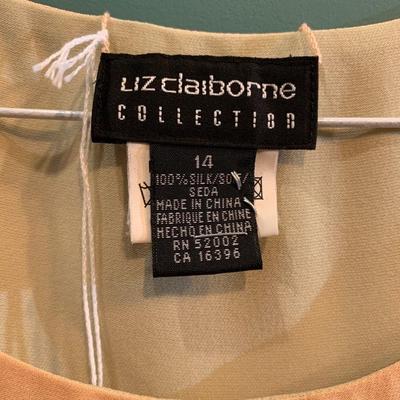 Liz claiborne
COLLECTION
14
100% SILK/SOIE/
SEDA
MADE IN CHINA
FABRIQUE EN CHINE
HECHO EN CHINA
RN 52002
CA 16396